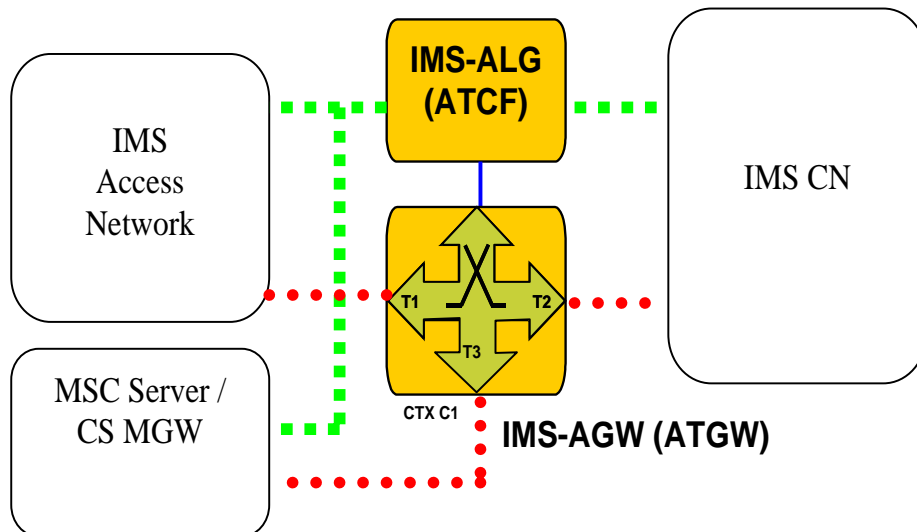 IMS-ALG
(ATCF)
IMS
Access
Network
IMS CN
T1
T2
T3
MSC Server /
CS MGW
CTX C1
IMS-AGW (ATGW)